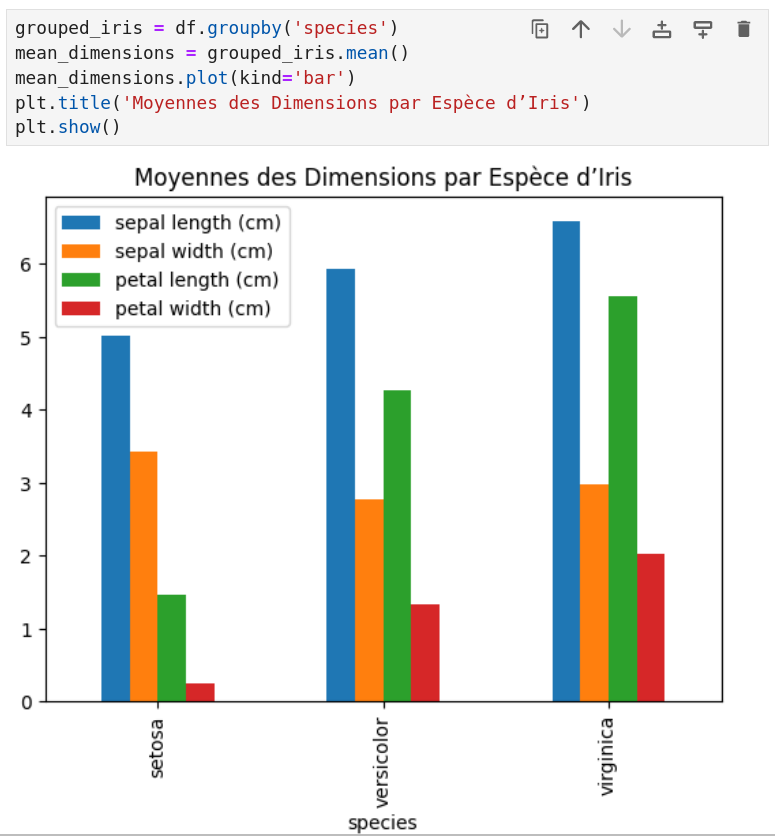 grouped_iris = df.groupby('species')
mean_dimensions = grouped_iris.mean()
mean_dimensions.plot(kind='bar')
plt.title('Moyennes des Dimensions par Espèce d’Iris')
plt.show()
Moyennes des Dimensions par Espèce d’Iris
sepal length (cm)
sepal width (cm)
petal length (cm)
petal width (cm)
6
5
4
3
2
1
0
setosa
versicolor
virginica
species